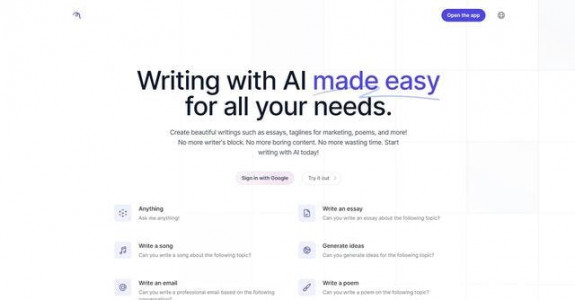 Open the app
Writing with AI made easy
for all your needs.
Create beautiful writings such as essays, taglines for marketing, poems, and more!
No more writer's block. No more boring content. No more wasting time. Start
writing with AI today!
Sign in with Google
Try it out
Anything
Ask me anything!
Write an essay
Can you write an essay about the following topic?
Write a song
Can you write a song about the following topic?
Generate ideas
Can you generate ideas for the following topic?
Write an email
Can you write a professional email based on the following
conversation?
Write a poem
Can you write a poem on the following topic?